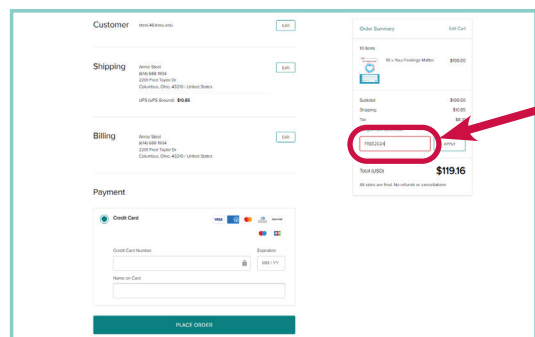 Customer
Edit
Shipping
Anne Steel
2201 Fred Taylor Dr
Columbus, Ohio, 43210 / United States
UPS (UPS Ground) $10.85
Edit
Billing
Anne Steel
2201 Fred Taylor Dr
Columbus, Ohio, 43210 / United States
Edit
Payment
Credit Card
VISA
Credit Card Number
Expiration
MM / YY
Name on Card
PLACE ORDER
Order Summary
Edit Cart
10 Items
10 x Your Feelings Matter
$100.00
Subtotal
$100.00
Shipping
$10.85
Tax
FREE2024
APPLY
Total (USD)
$119.16
All sales are final. No refunds or cancellations